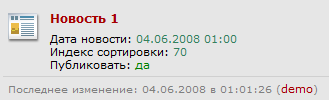 Новость 1
Дата новости: 04.06.2008 01:00
Индекс сортировки: 70
Публиковать: да
Последнее изменение: 04.06.2008 в 01:01:26 (demo)